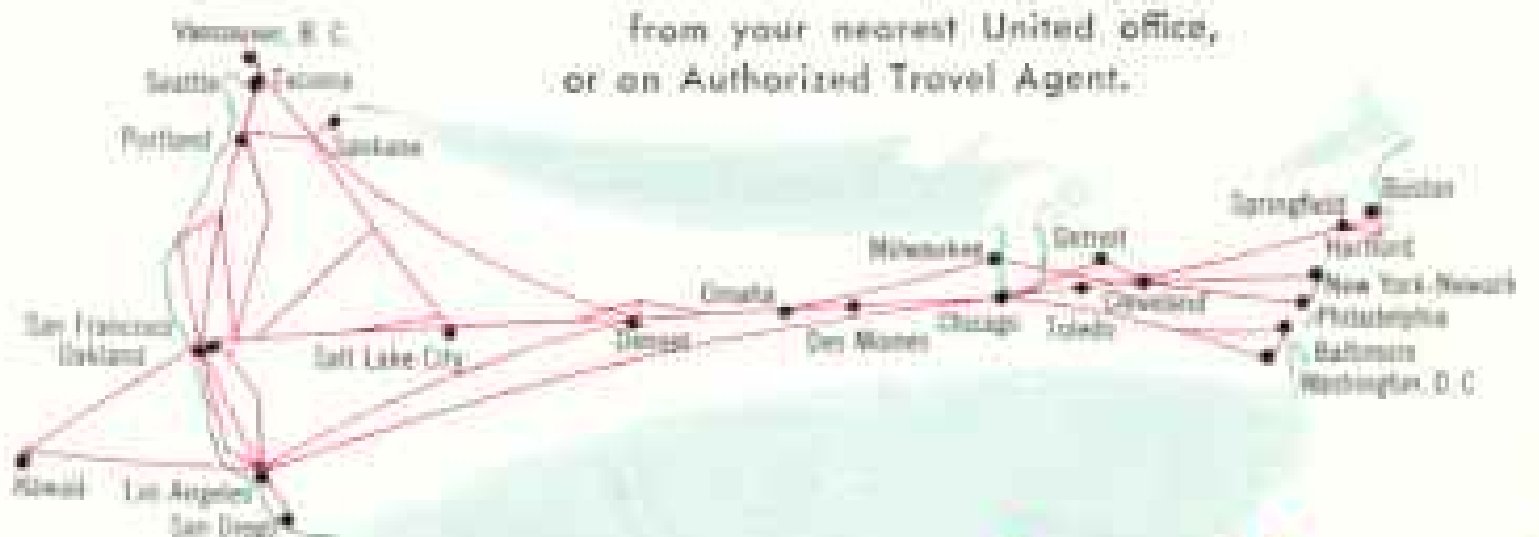 from your nearest United office,
or an Authorized Travel Agent.
Vancouver, B. C.
Seattle Tacoma
Portland
Spokane
Springfield
Boston
Hartford
Milwaukee
Detroit
New York-Newark
Omaha
Cleveland
Philadelphia
San Francisco
Oakland
Salt Lake City
Denver
Des Moines
Chicago
Toledo
Baltimore
Washington, D. C.
Hawaii
Los Angeles
San Diego